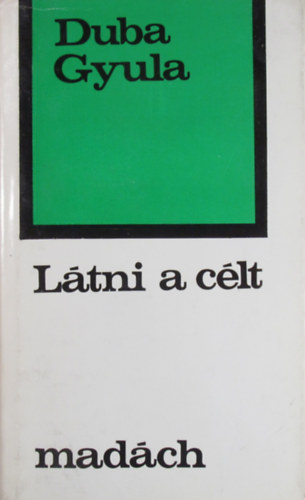 Duba
Gyula
Látni a célt
madách